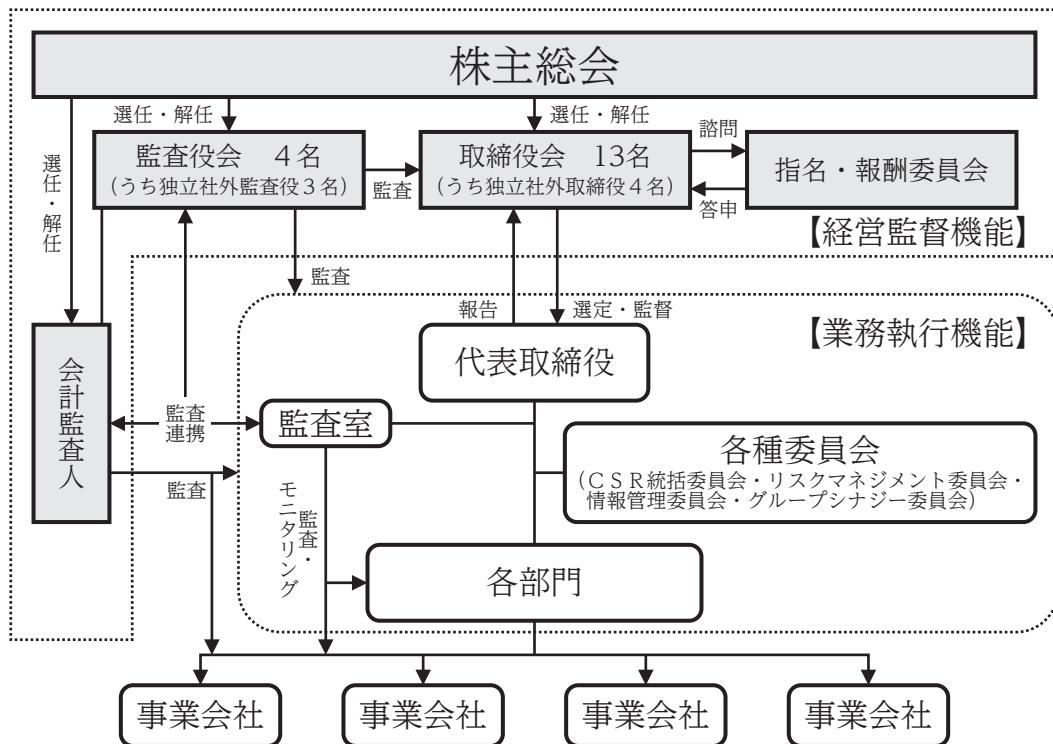 株主総会
選任・解任
選任・解任
選任・解任
諮問
監査役会　４名
（うち独立社外監査役３名）
監査
取締役会　13名
（うち独立社外取締役４名）
指名・報酬委員会
答申
【経営監督機能】
監査
報告
選定・監督
【業務執行機能】
代表取締役
会計監査人
監査
連携
監査室
各種委員会
（ＣＳＲ統括委員会・リスクマネジメント委員会・
情報管理委員会・グループシナジー委員会）
監査
監査・
モニタリング
各部門
事業会社
事業会社
事業会社
事業会社